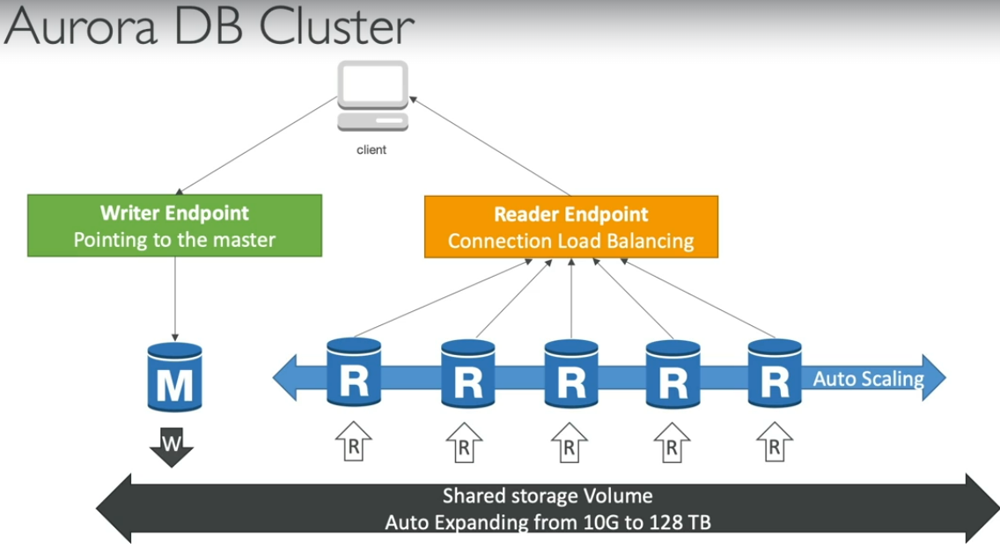 Aurora DB Cluster
client
Writer Endpoint
Pointing to the master
Reader Endpoint
Connection Load Balancing
M
R
R
R
R
R
Auto Scaling
W
R
R
R
R
R
Shared storage Volume
Auto Expanding from 10G to 128 TB